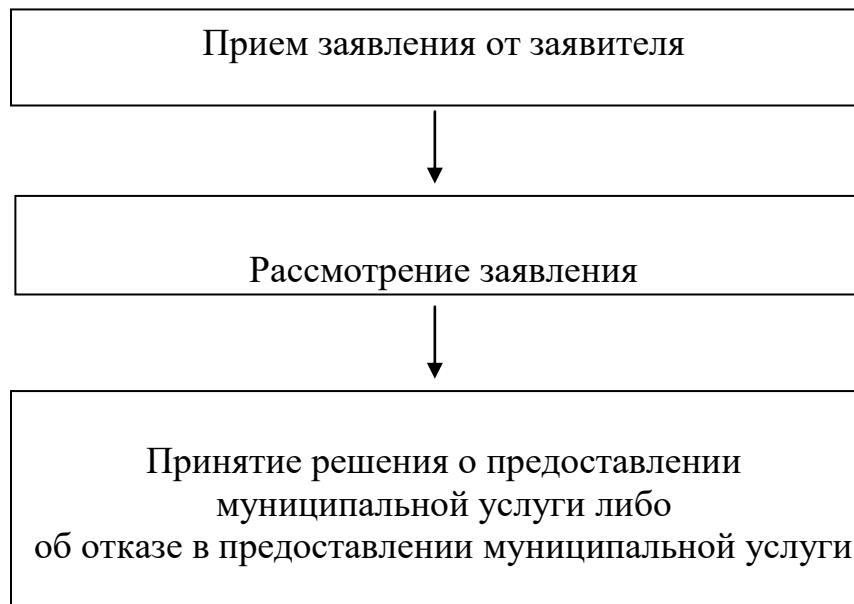 Прием заявления от заявителя
Рассмотрение заявления
Принятие решения о предоставлении
муниципальной услуги либо
об отказе в предоставлении муниципальной услуги